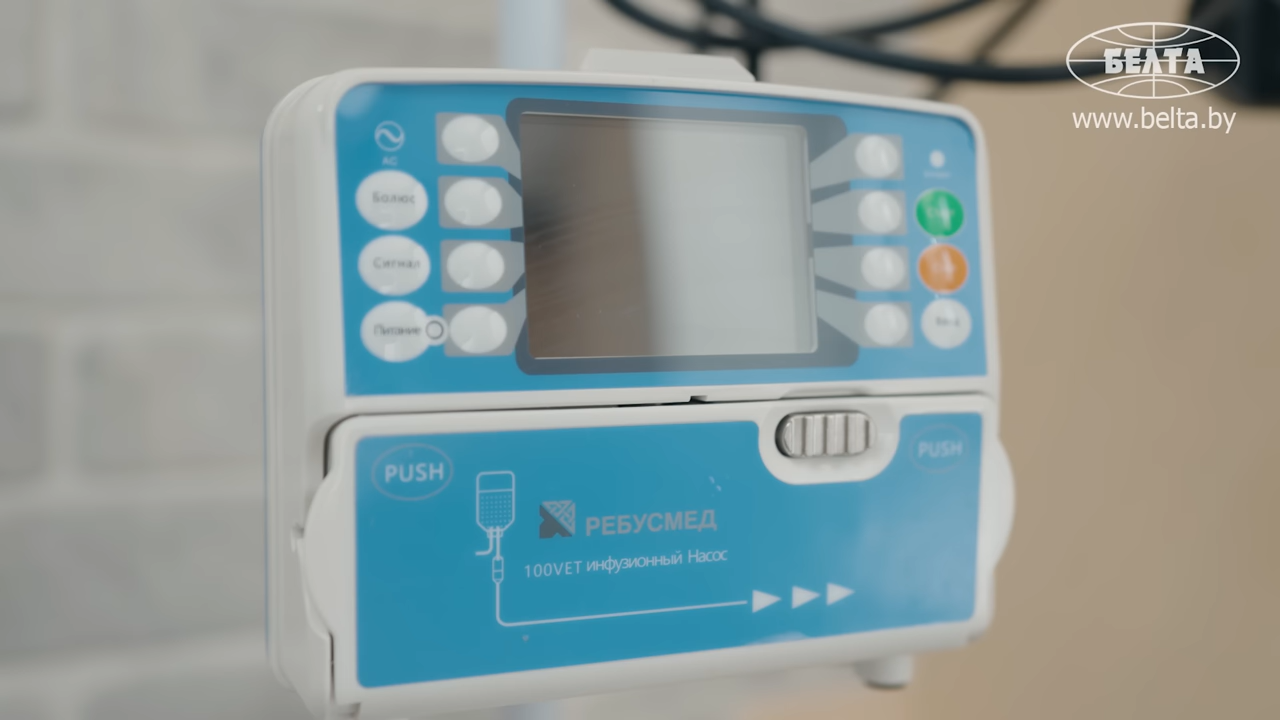 БЕЛТА
www.belta.by
AC
Болюс
Сигнал
Питание
PUSH
PUSH
РЕБУСМЕД
100VET инфузионный Насос